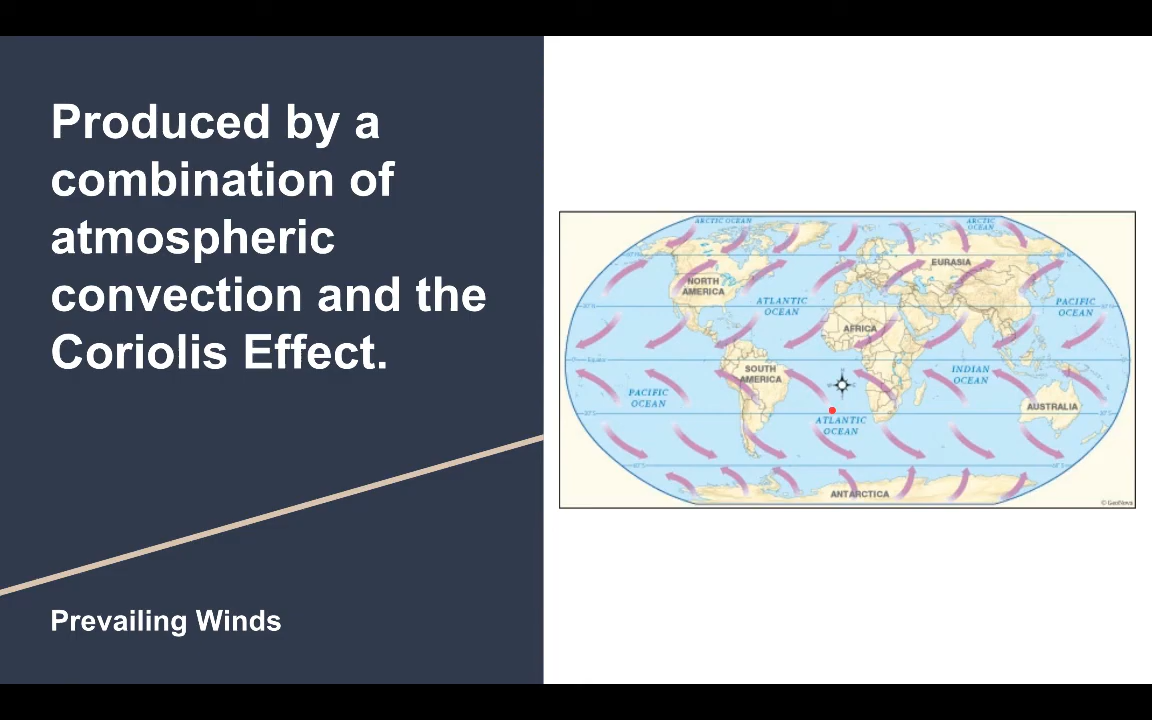 Produced by a
combination of
atmospheric
convection and the
Coriolis Effect.
Prevailing Winds
ARCTIC OCEAN
ARCTIC
OCEAN
NORTH
AMERICA
EURASIA
ATLANTIC
OCEAN
PACIFIC
OCEAN
AFRICA
SOUTH
AMERICA
INDIAN
OCEAN
PACIFIC
OCEAN
AUSTRALIA
ATLANTIC
OCEAN
ANTARCTICA
© GeoNova